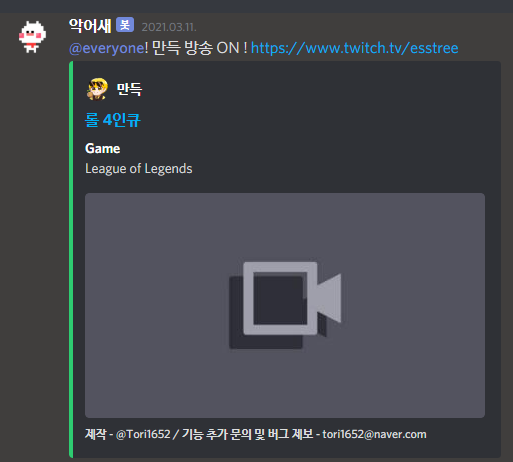 악어새 봇 2021.03.11.
@everyone! 만득 방송 ON ! https://www.twitch.tv/esstree
만득
롤 4인큐
Game
League of Legends
제작 - @Tori1652 / 기능 추가 문의 및 버그 제보 - tori1652@naver.com